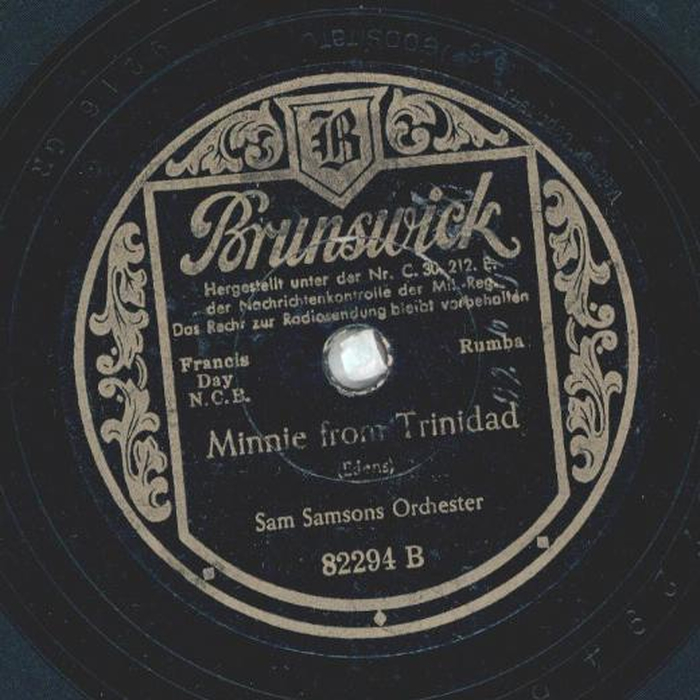 B
Brunswick
Hergestellt unter der Nr. C. 30. 212. E.
der Nachrichtenkontrolle der Mil.-Reg.
Das Recht zur Radiosendung bleibt vorbehalten
Francis
Day
N.C.B.
Rumba
Minnie from Trinidad
(Edens)
Sam Samsons Orchester
82294 B